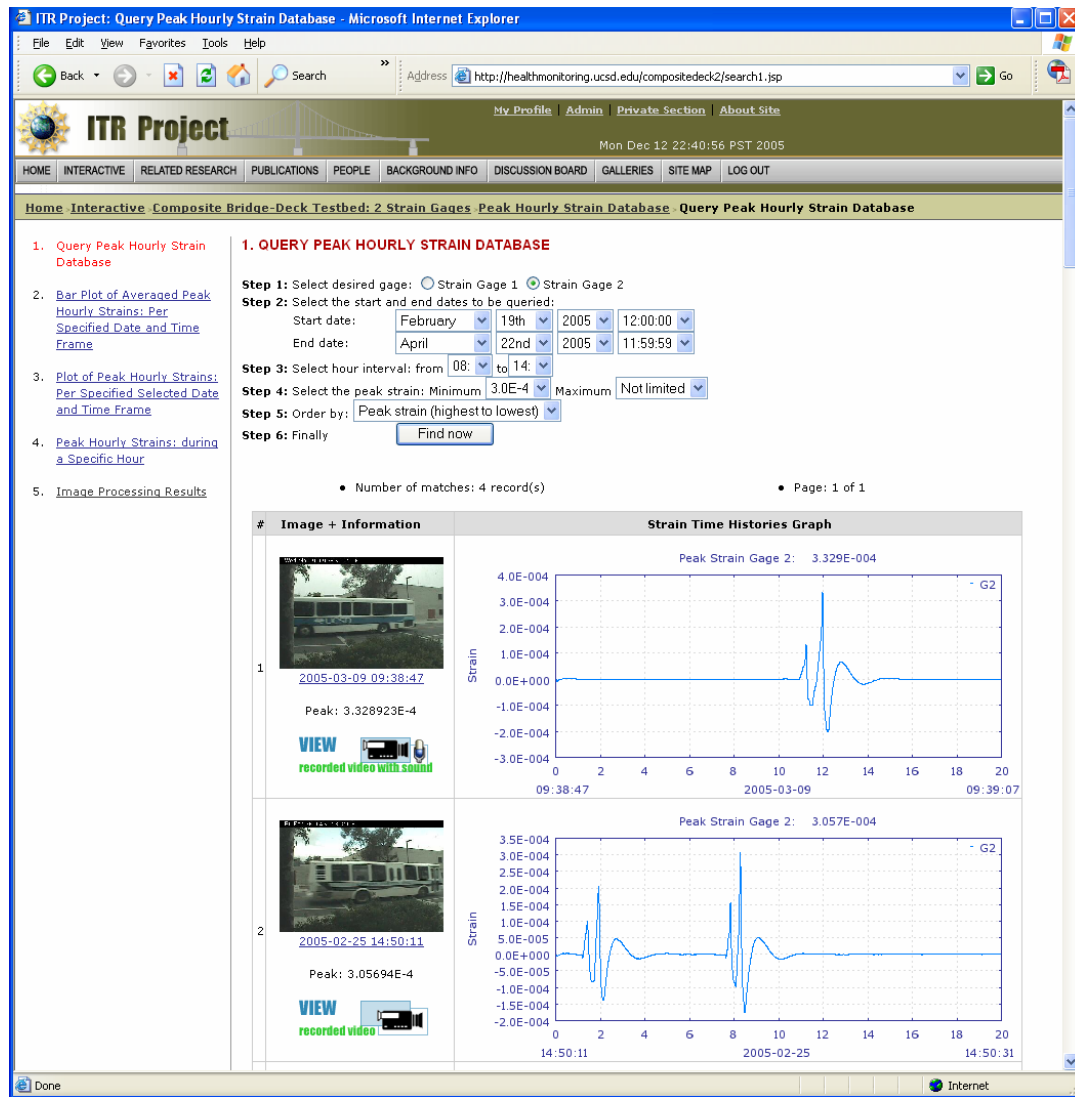 ITR Project: Query Peak Hourly Strain Database - Microsoft Internet Explorer
File Edit View Favorites Tools Help
Back Search » Address http://healthmonitoring.ucsd.edu/compositedeck2/search1.jsp Go
My Profile | Admin | Private Section | About Site
ITR Project
Mon Dec 12 22:40:56 PST 2005
HOME INTERACTIVE RELATED RESEARCH PUBLICATIONS PEOPLE BACKGROUND INFO DISCUSSION BOARD GALLERIES SITE MAP LOG OUT
Home Interactive Composite Bridge-Deck Testbed: 2 Strain Gages Peak Hourly Strain Database Query Peak Hourly Strain Database
1. Query Peak Hourly Strain
Database
2. Bar Plot of Averaged Peak
Hourly Strains: Per
Specified Date and Time
Frame
3. Plot of Peak Hourly Strains:
Per Specified Selected Date
and Time Frame
4. Peak Hourly Strains: during
a Specific Hour
5. Image Processing Results
1. QUERY PEAK HOURLY STRAIN DATABASE
Step 1: Select desired gage: Strain Gage 1 Strain Gage 2
Step 2: Select the start and end dates to be queried:
Start date: February 19th 2005 12:00:00
End date: April 22nd 2005 11:59:59
Step 3: Select hour interval: from 08: to 14:
Step 4: Select the peak strain: Minimum 3.0E-4 Maximum Not limited
Step 5: Order by: Peak strain (highest to lowest)
Step 6: Finally Find now
• Number of matches: 4 record(s) • Page: 1 of 1
# Image + Information Strain Time Histories Graph
1
UCSD
2005-03-09 09:38:47
Peak: 3.328923E-4
VIEW
recorded video with sound
Peak Strain Gage 2: 3.329E-004
G2
Strain
4.0E-004
3.0E-004
2.0E-004
1.0E-004
0.0E+000
-1.0E-004
-2.0E-004
-3.0E-004
0 2 4 6 8 10 12 14 16 18 20
09:38:47 2005-03-09 09:39:07
2
2005-02-25 14:50:11
Peak: 3.05694E-4
VIEW
recorded video
Peak Strain Gage 2: 3.057E-004
G2
Strain
3.5E-004
3.0E-004
2.5E-004
2.0E-004
1.5E-004
1.0E-004
5.0E-005
0.0E+000
-5.0E-005
-1.0E-004
-1.5E-004
-2.0E-004
0 2 4 6 8 10 12 14 16 18 20
14:50:11 2005-02-25 14:50:31
Done Internet